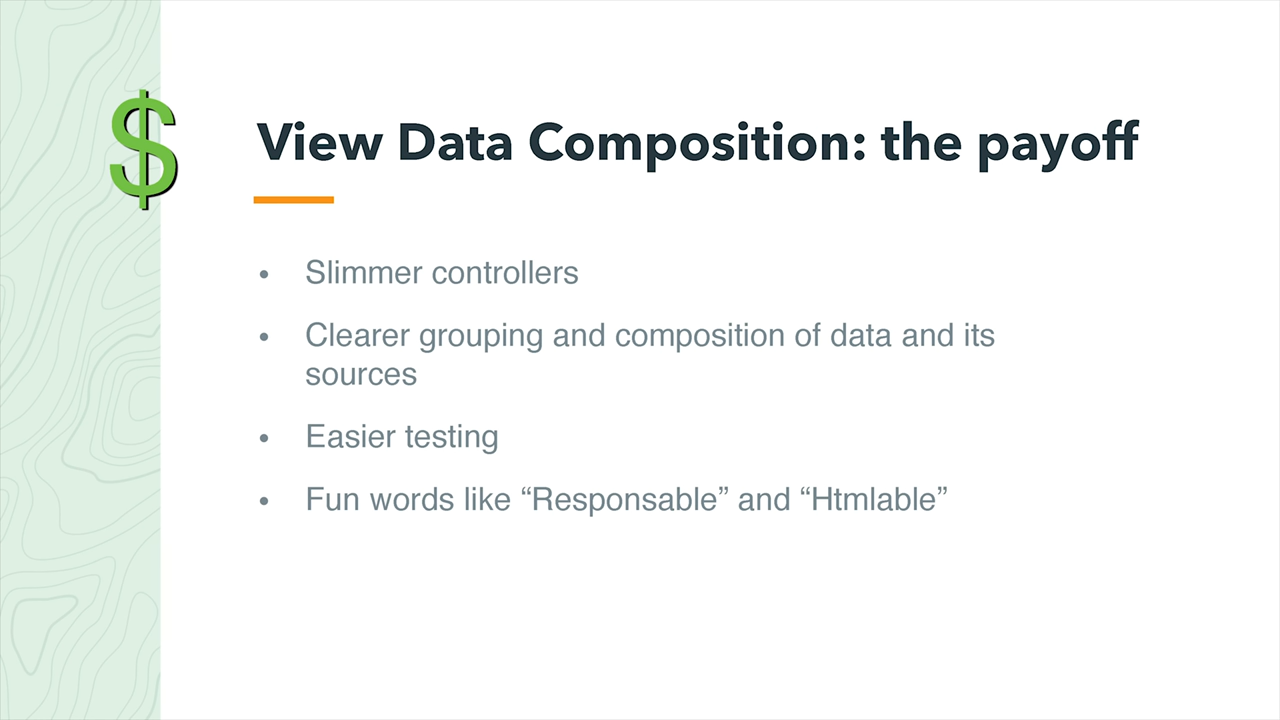 $
View Data Composition: the payoff
• Slimmer controllers
• Clearer grouping and composition of data and its
sources
• Easier testing
• Fun words like “Responsable” and “Htmlable”